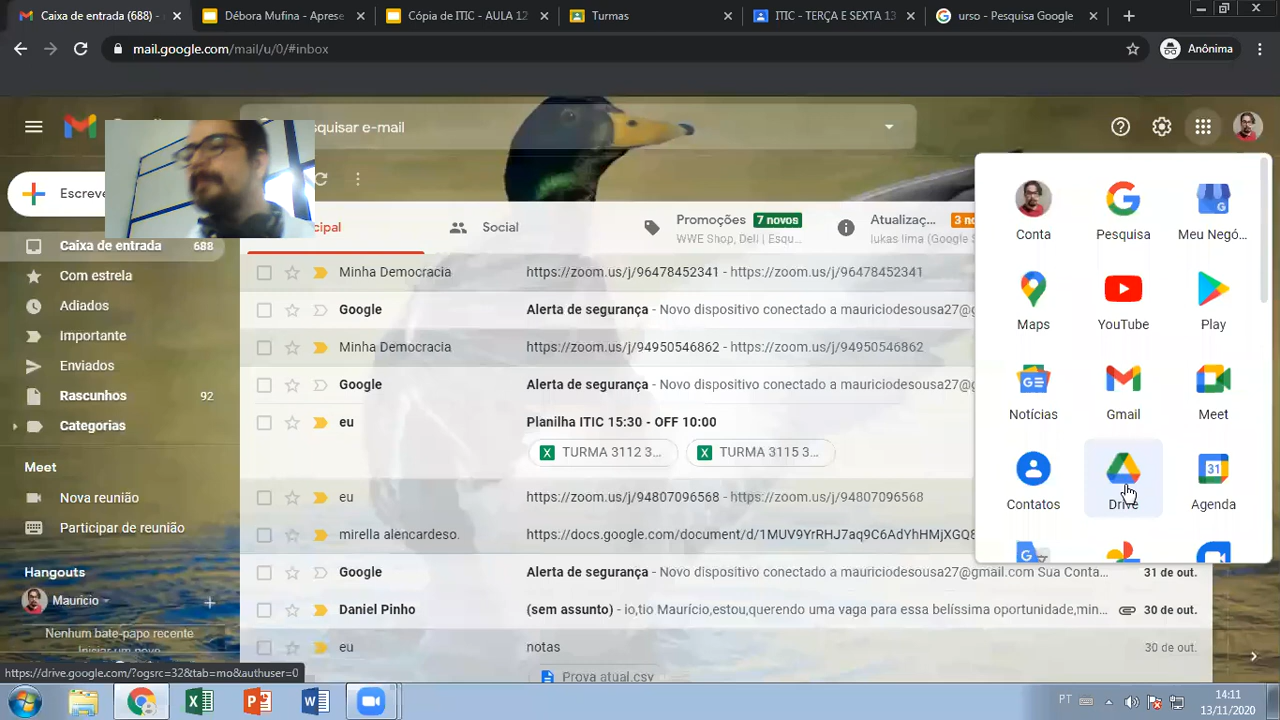 Caixa de entrada (688) -
Débora Mufina - Aprese
Cópia de ITIC - AULA 12
Turmas
ITIC - TERÇA E SEXTA 13
urso - Pesquisa Google
mail.google.com/mail/u/0/#inbox
Anônima
squisar e-mail
Escreve
cipal
Social
Promoções
7 novos
WWE Shop, Dell | Esqu...
Atualizaç...
3 no
lukas lima (Google S
Caixa de entrada
688
Com estrela
Adiados
Importante
Enviados
Rascunhos
92
Categorias
Meet
Nova reunião
Participar de reunião
Hangouts
Mauricio
Nenhum bate-papo recente
Iniciar um novo
Minha Democracia
https://zoom.us/j/96478452341 - https://zoom.us/j/96478452341
Google
Alerta de segurança - Novo dispositivo conectado a mauriciodesousa27@g
Minha Democracia
https://zoom.us/j/94950546862 - https://zoom.us/j/94950546862
Google
Alerta de segurança - Novo dispositivo conectado a mauriciodesousa27@g
eu
Planilha ITIC 15:30 - OFF 10:00
TURMA 3112 3...
TURMA 3115 3...
eu
https://zoom.us/j/94807096568 - https://zoom.us/j/94807096568
mirella alencardeso.
https://docs.google.com/document/d/1MUV9YrRHJ7aq9C6AdYhHMjXGQ8
Google
Alerta de segurança - Novo dispositivo conectado a mauriciodesousa27@gmail.com Sua Conta...
31 de out.
Daniel Pinho
(sem assunto) - io,tio Maurício,estou,querendo uma vaga para essa belíssima oportunidade,min...
30 de out.
eu
notas
30 de out.
Prova atual.csv
Conta
Pesquisa
Meu Negó...
Maps
YouTube
Play
Notícias
Gmail
Meet
Contatos
Drive
Agenda
https://drive.google.com/?ogsrc=32&tab=mo&authuser=0
PT
14:11
13/11/2020